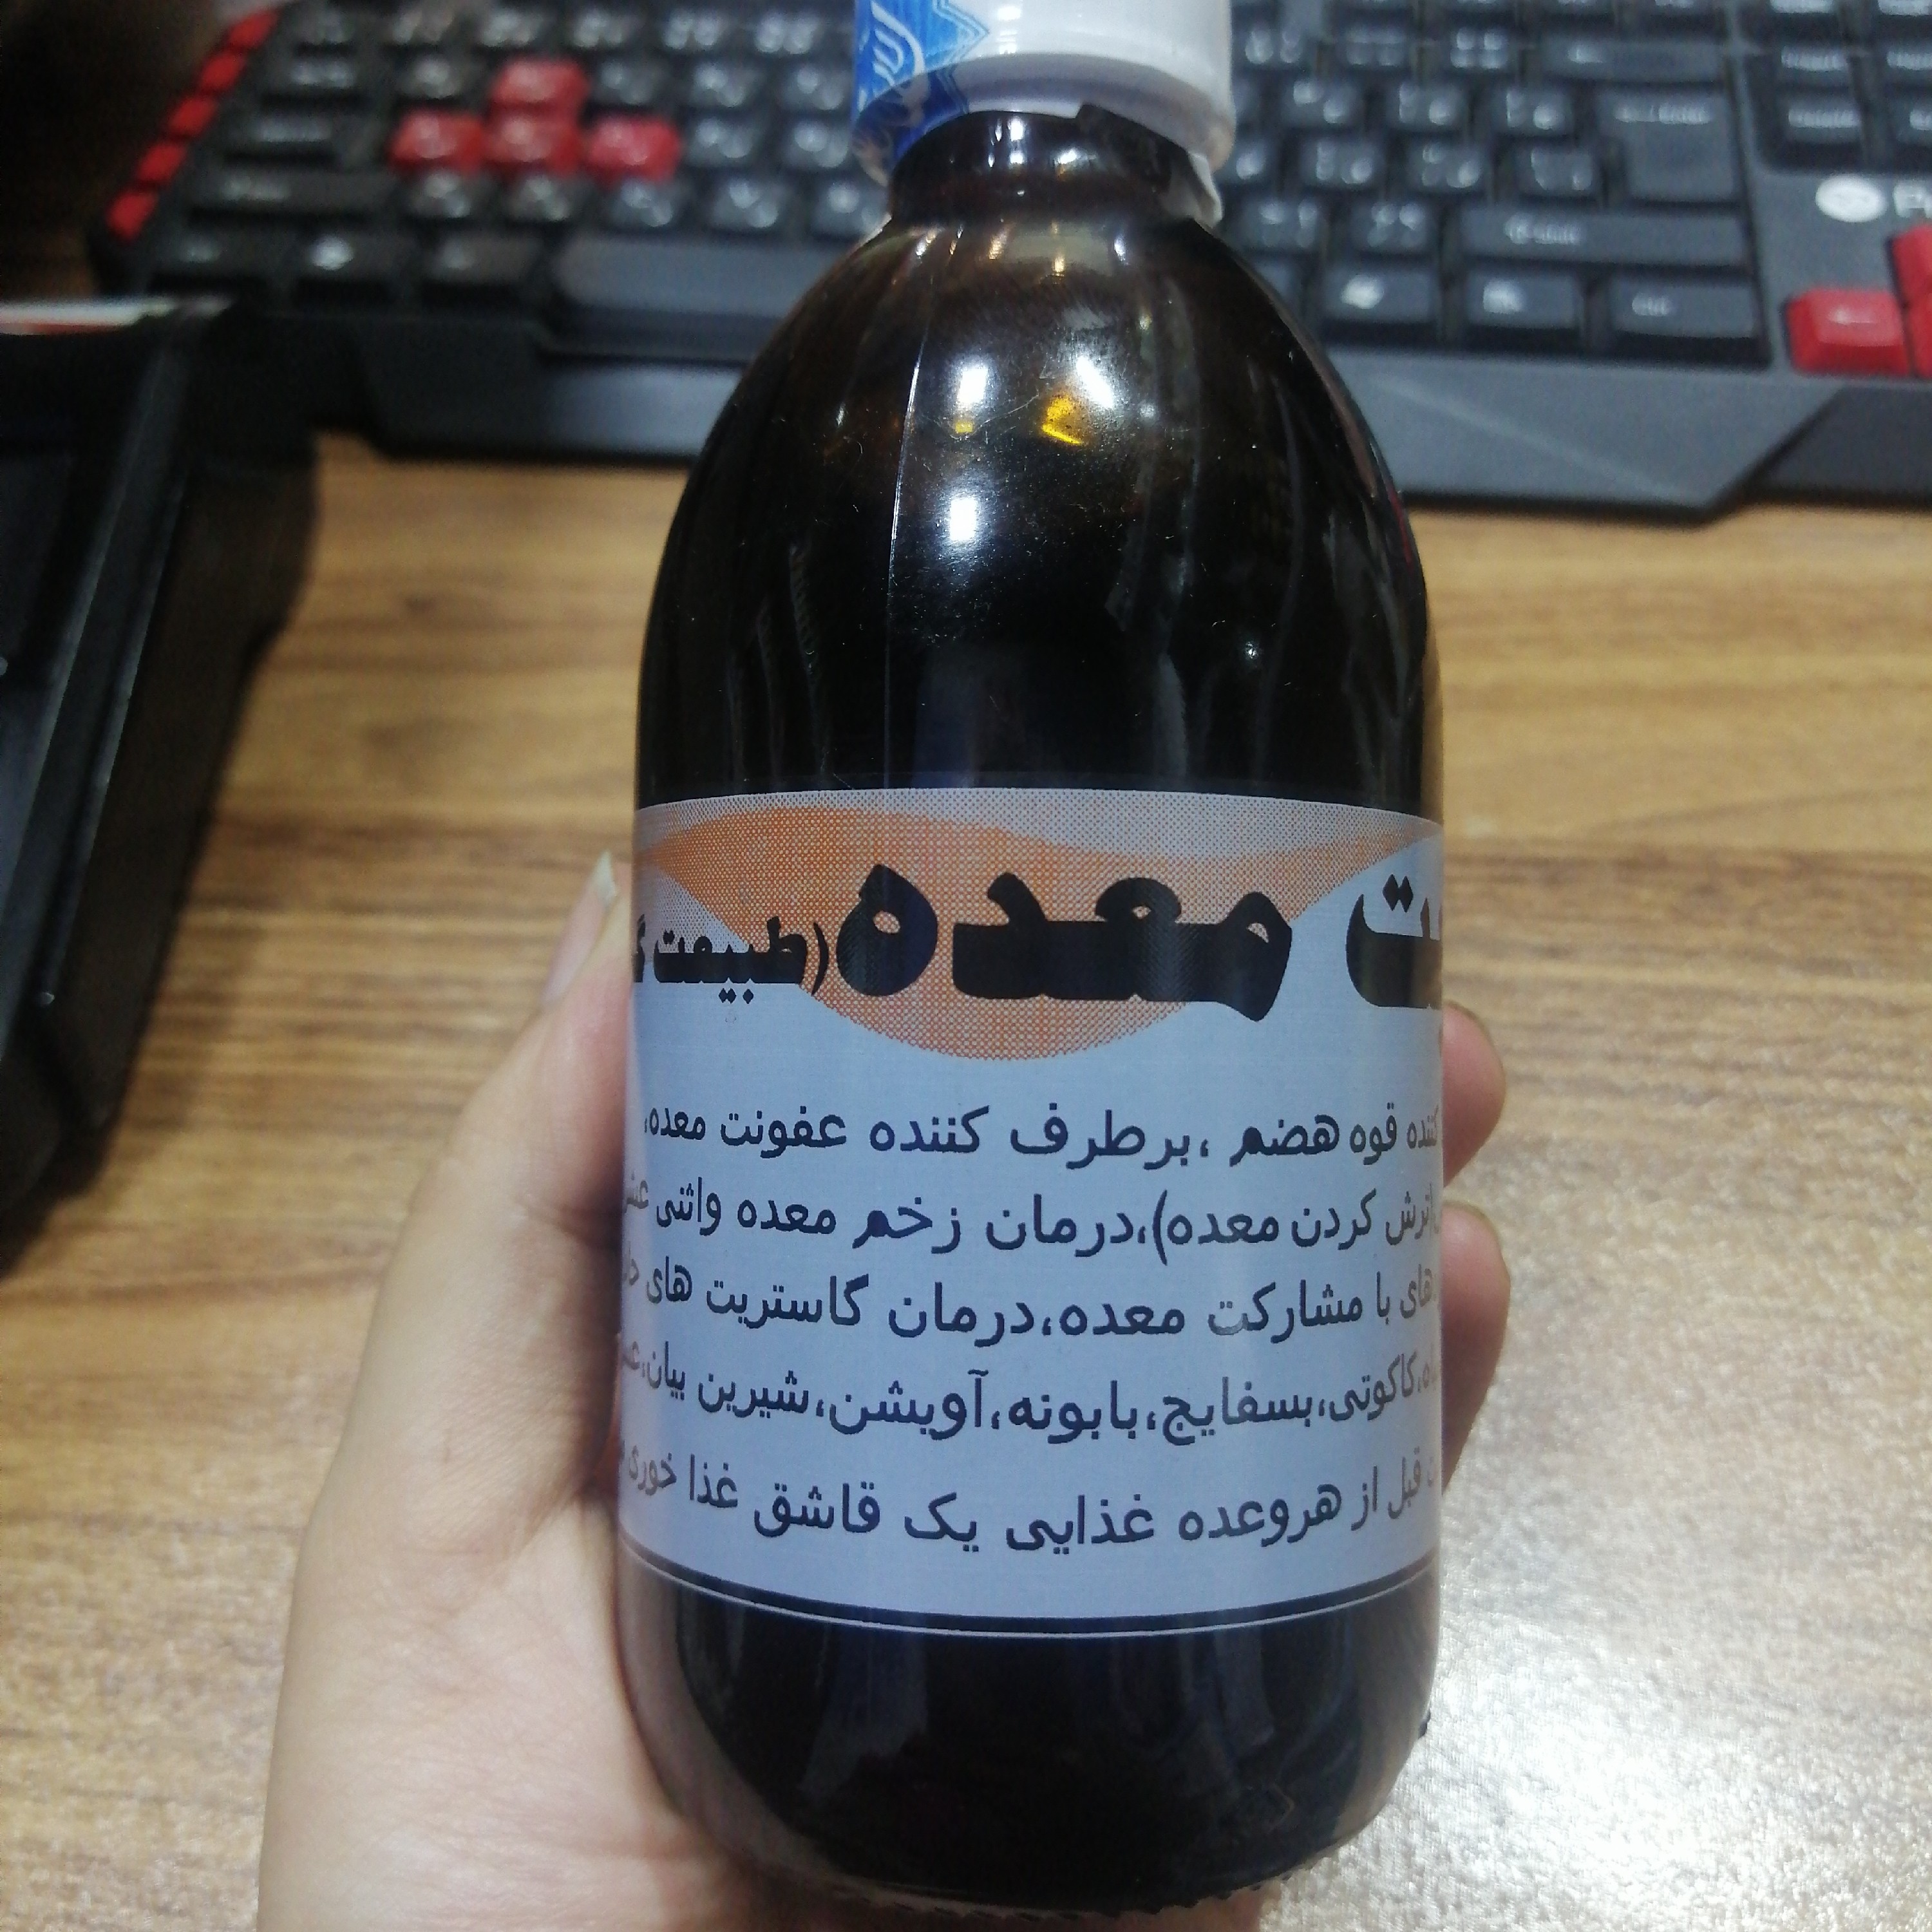 معده (طبیعت
کننده قوه هضم ،برطرف کننده عفونت معده،
ترش کردن معده)،درمان زخم معده واثنی
های با مشارکت معده،درمان گاستریت های
کاکوتی،بسفایج،بابونه،آویشن،شیرین بیان،
قبل از هروعده غذایی یک قاشق غذا خوری